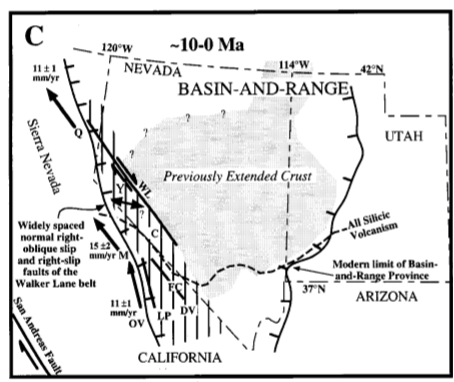 C
120°W
~10-0 Ma
11 ± 1
mm/yr
NEVADA
114°W
42°N
BASIN-AND-RANGE
?
?
?
UTAH
Q
Sierra Nevada
?
WL
Previously Extended Crust
Y
?
Widely spaced
normal right-
oblique slip
and right-slip
faults of the
Walker Lane belt
C
All Silicic
Volcanism
15 ±2
mm/yr
M
Modern limit of Basin-
and-Range Province
FC
37°N
11 ±1
mm/yr
OV
LP
DV
ARIZONA
San Andreas Fault
CALIFORNIA